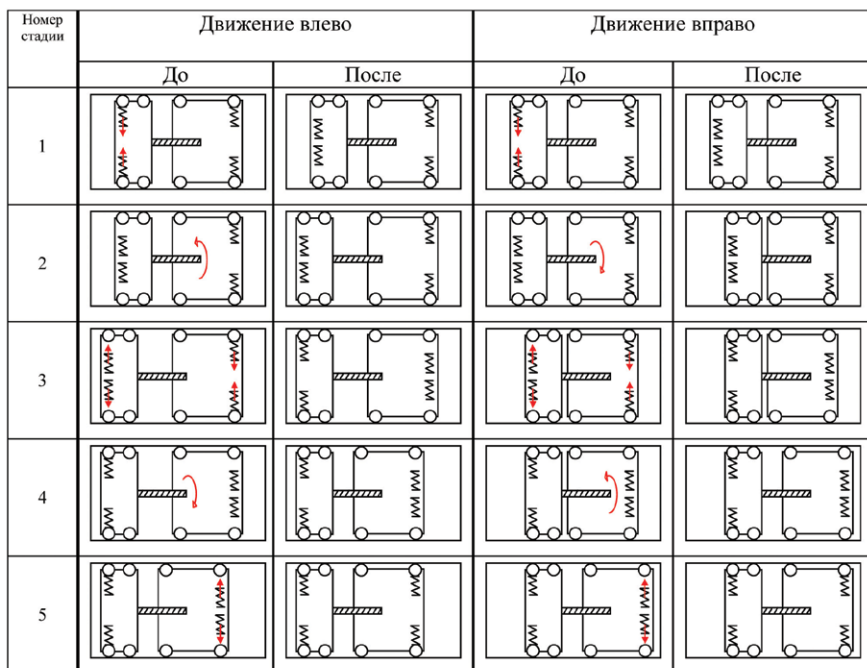 Номер
стадии
Движение влево
Движение вправо
До
После
До
После
1
2
3
4
5